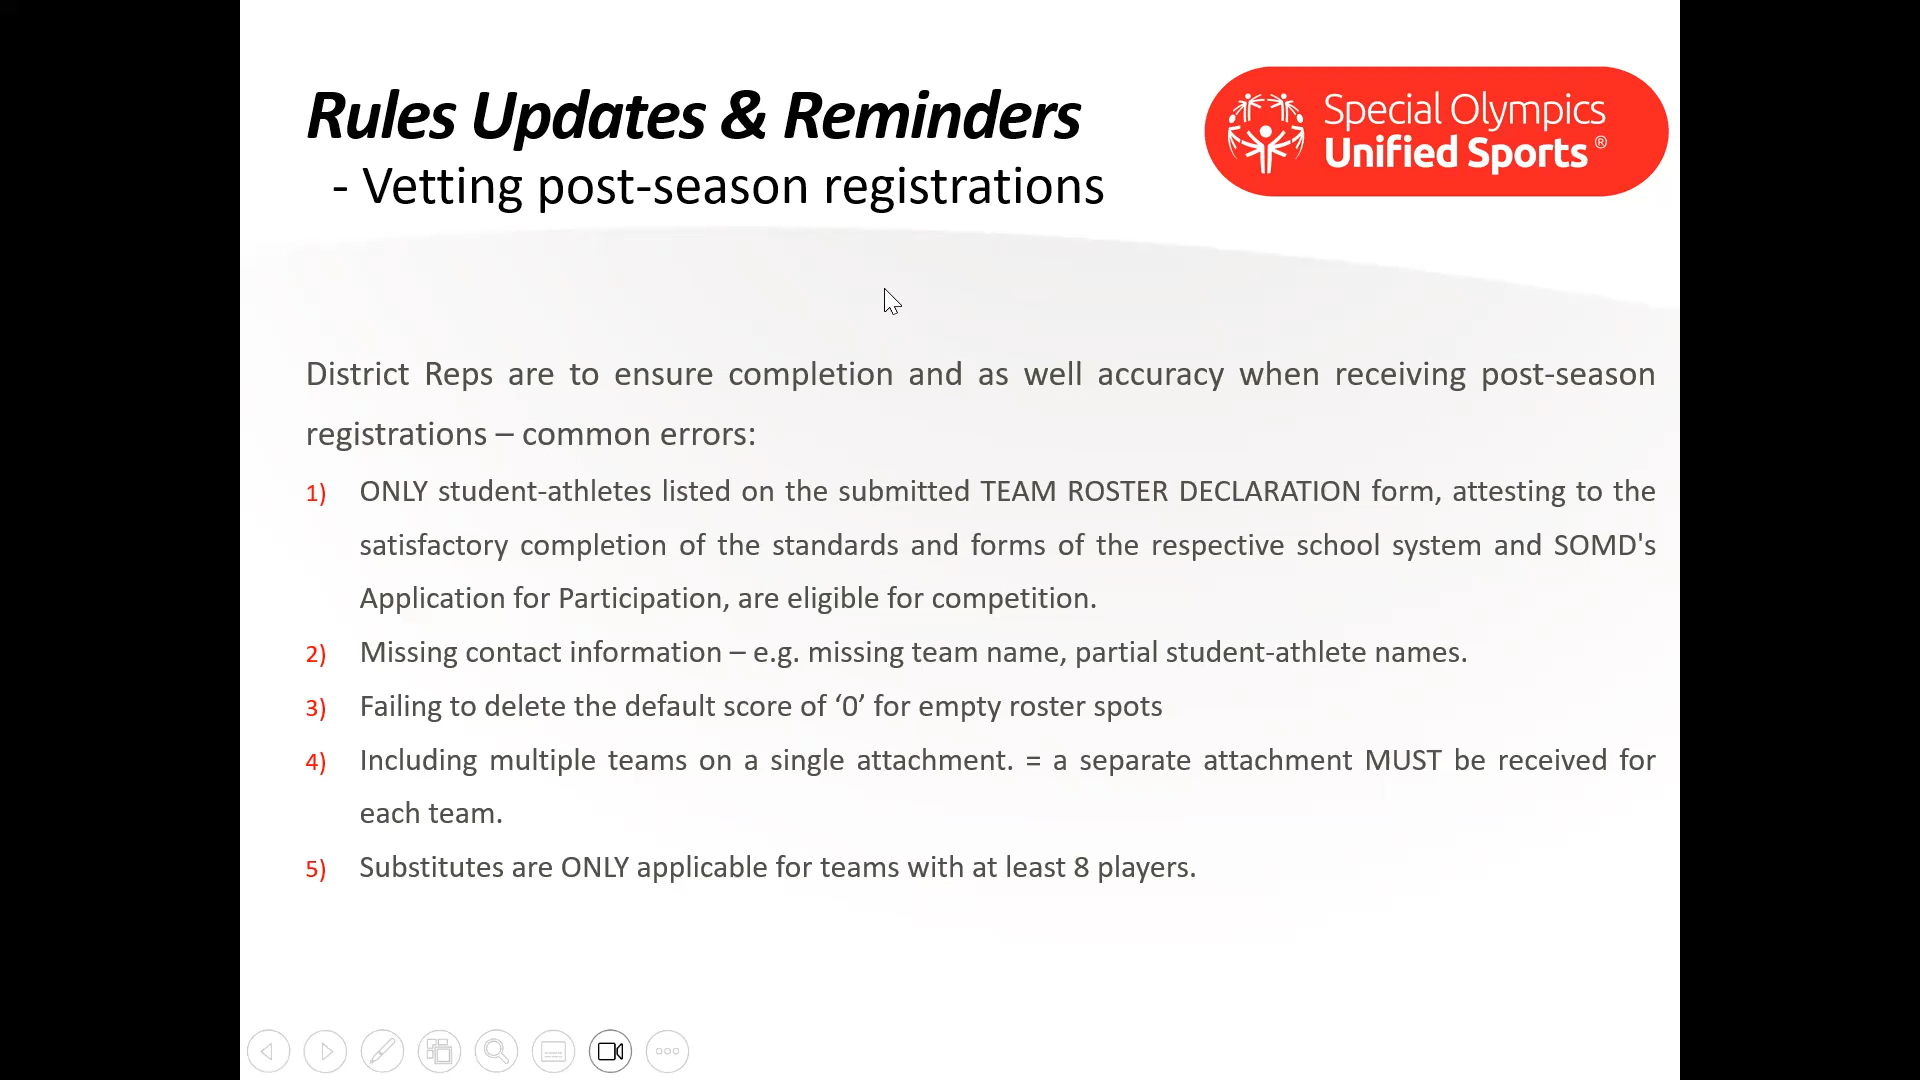 Rules Updates & Reminders
- Vetting post-season registrations
Special Olympics
Unified Sports ®
District Reps are to ensure completion and as well accuracy when receiving post-season
registrations – common errors:
1) ONLY student-athletes listed on the submitted TEAM ROSTER DECLARATION form, attesting to the
satisfactory completion of the standards and forms of the respective school system and SOMD's
Application for Participation, are eligible for competition.
2) Missing contact information – e.g. missing team name, partial student-athlete names.
3) Failing to delete the default score of ‘0’ for empty roster spots
4) Including multiple teams on a single attachment. = a separate attachment MUST be received for
each team.
5) Substitutes are ONLY applicable for teams with at least 8 players.